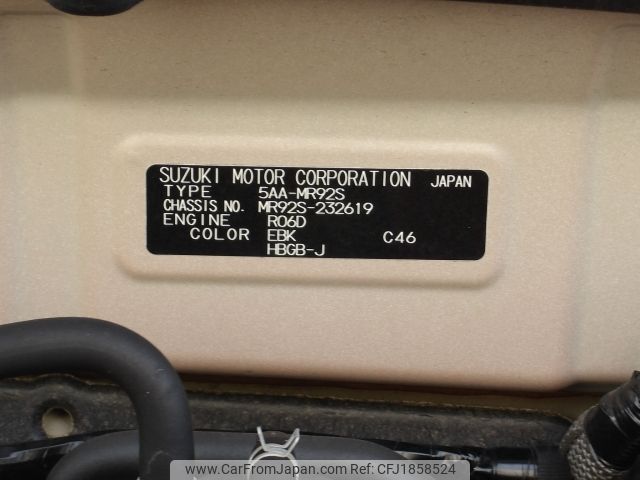 SUZUKI MOTOR CORPORATION JAPAN
TYPE 5AA-MR92S
CHASSIS NO. MR92S-232619
ENGINE R06D
COLOR EBK C46
HBGB-J
www.CarFromJapan.com ID: CFJ1858524